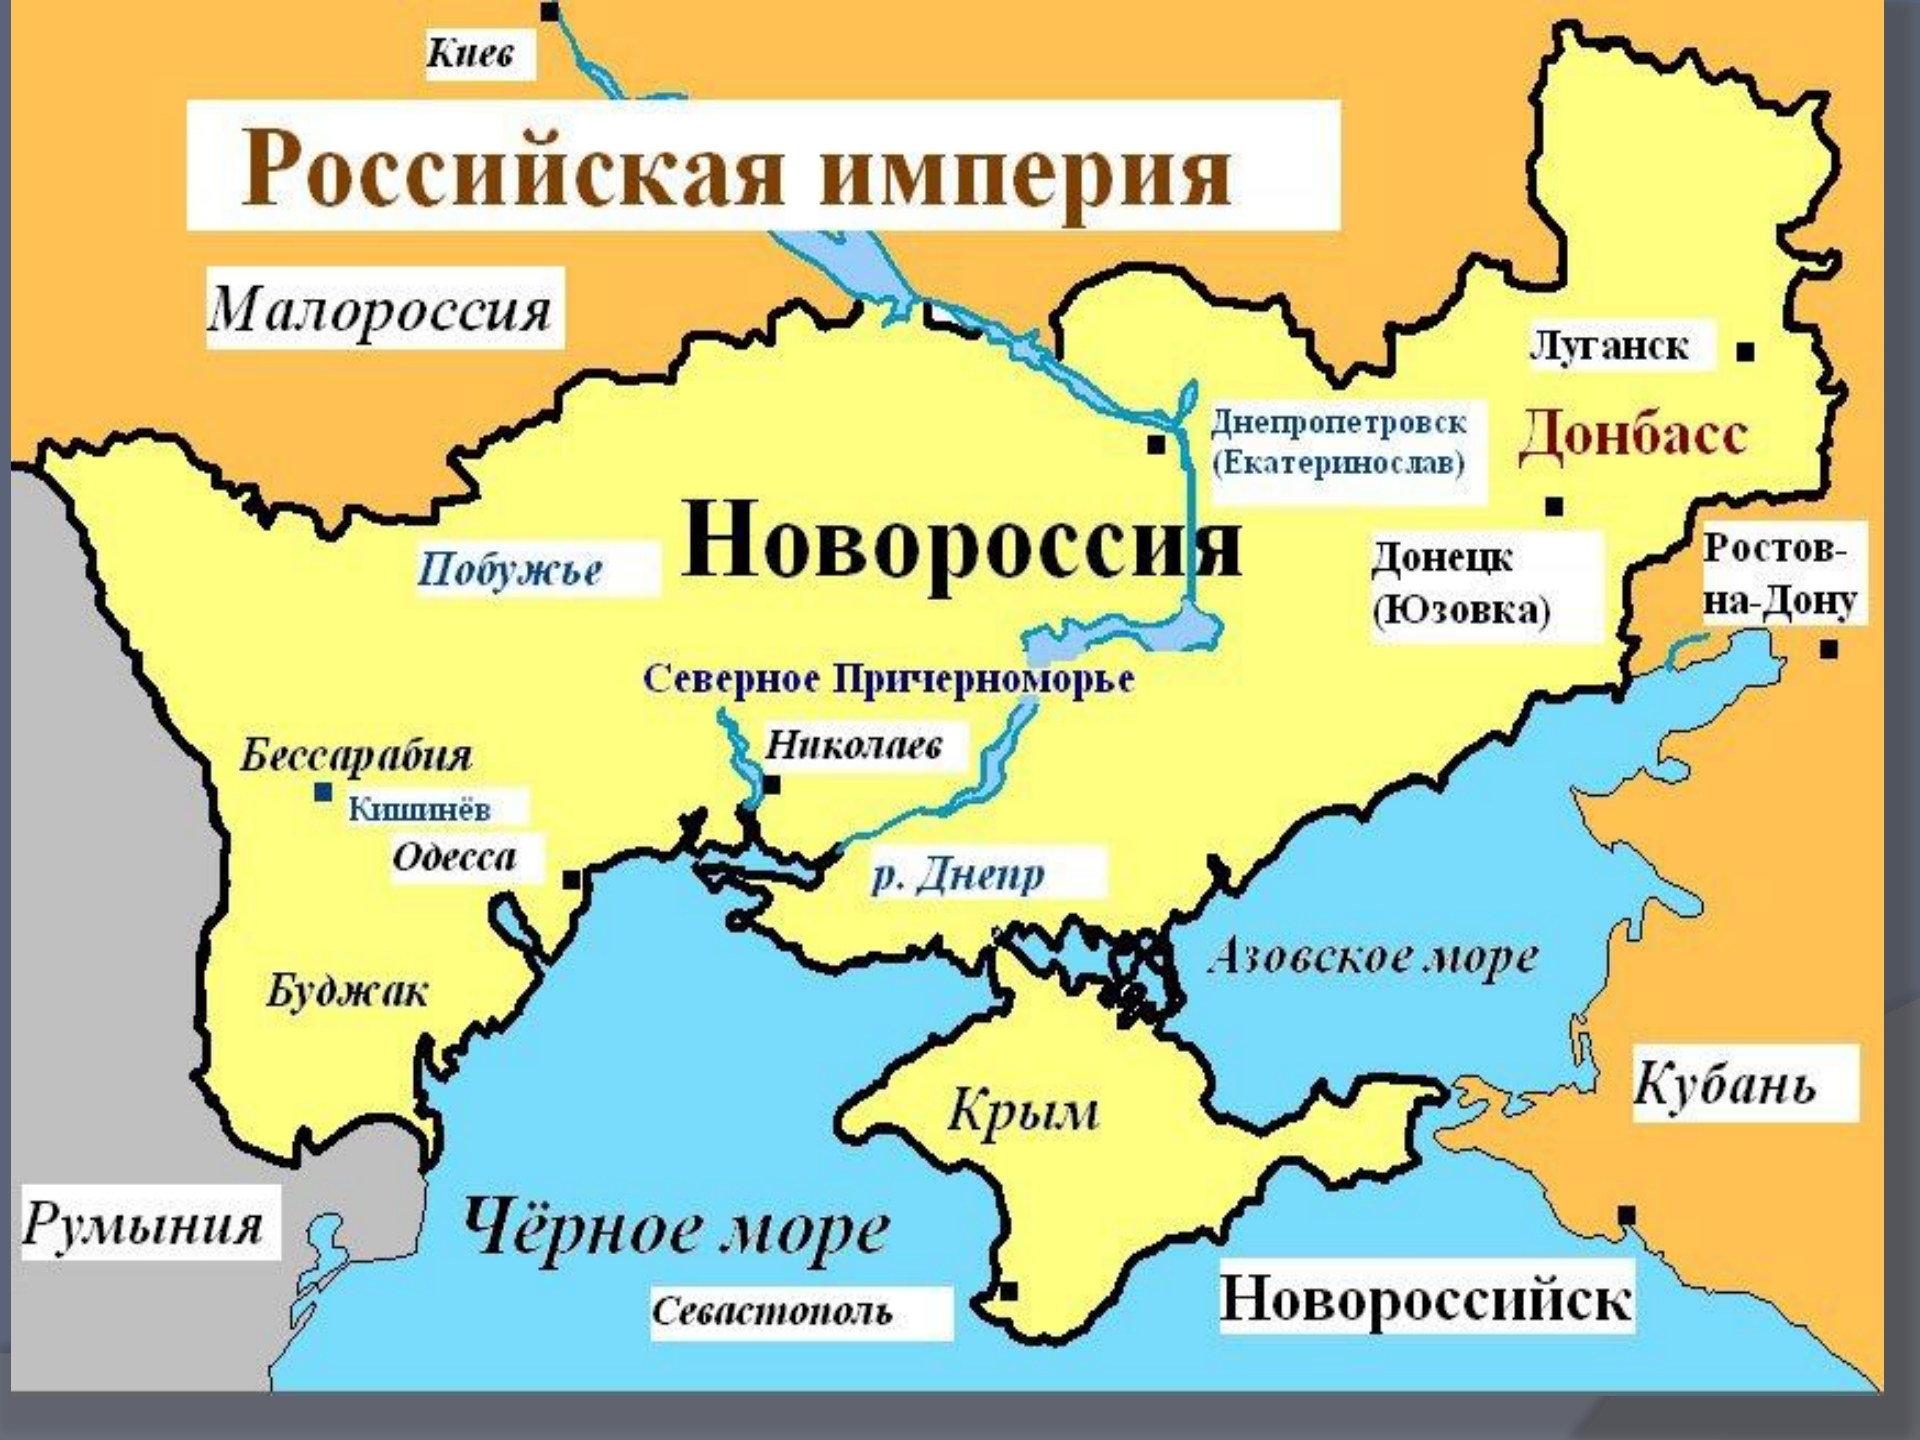 Киев
Российская империя
Малороссия
Луганск
Днепропетровск
(Екатеринослав)
Донбасс
Новороссия
Побужье
Донецк
(Юзовка)
Ростов-
на-Дону
Северное Причерноморье
Николаев
Бессарабия
Кишинёв
Одесса
р. Днепр
Азовское море
Буджак
Крым
Кубань
Румыния
Чёрное море
Севастополь
Новороссийск